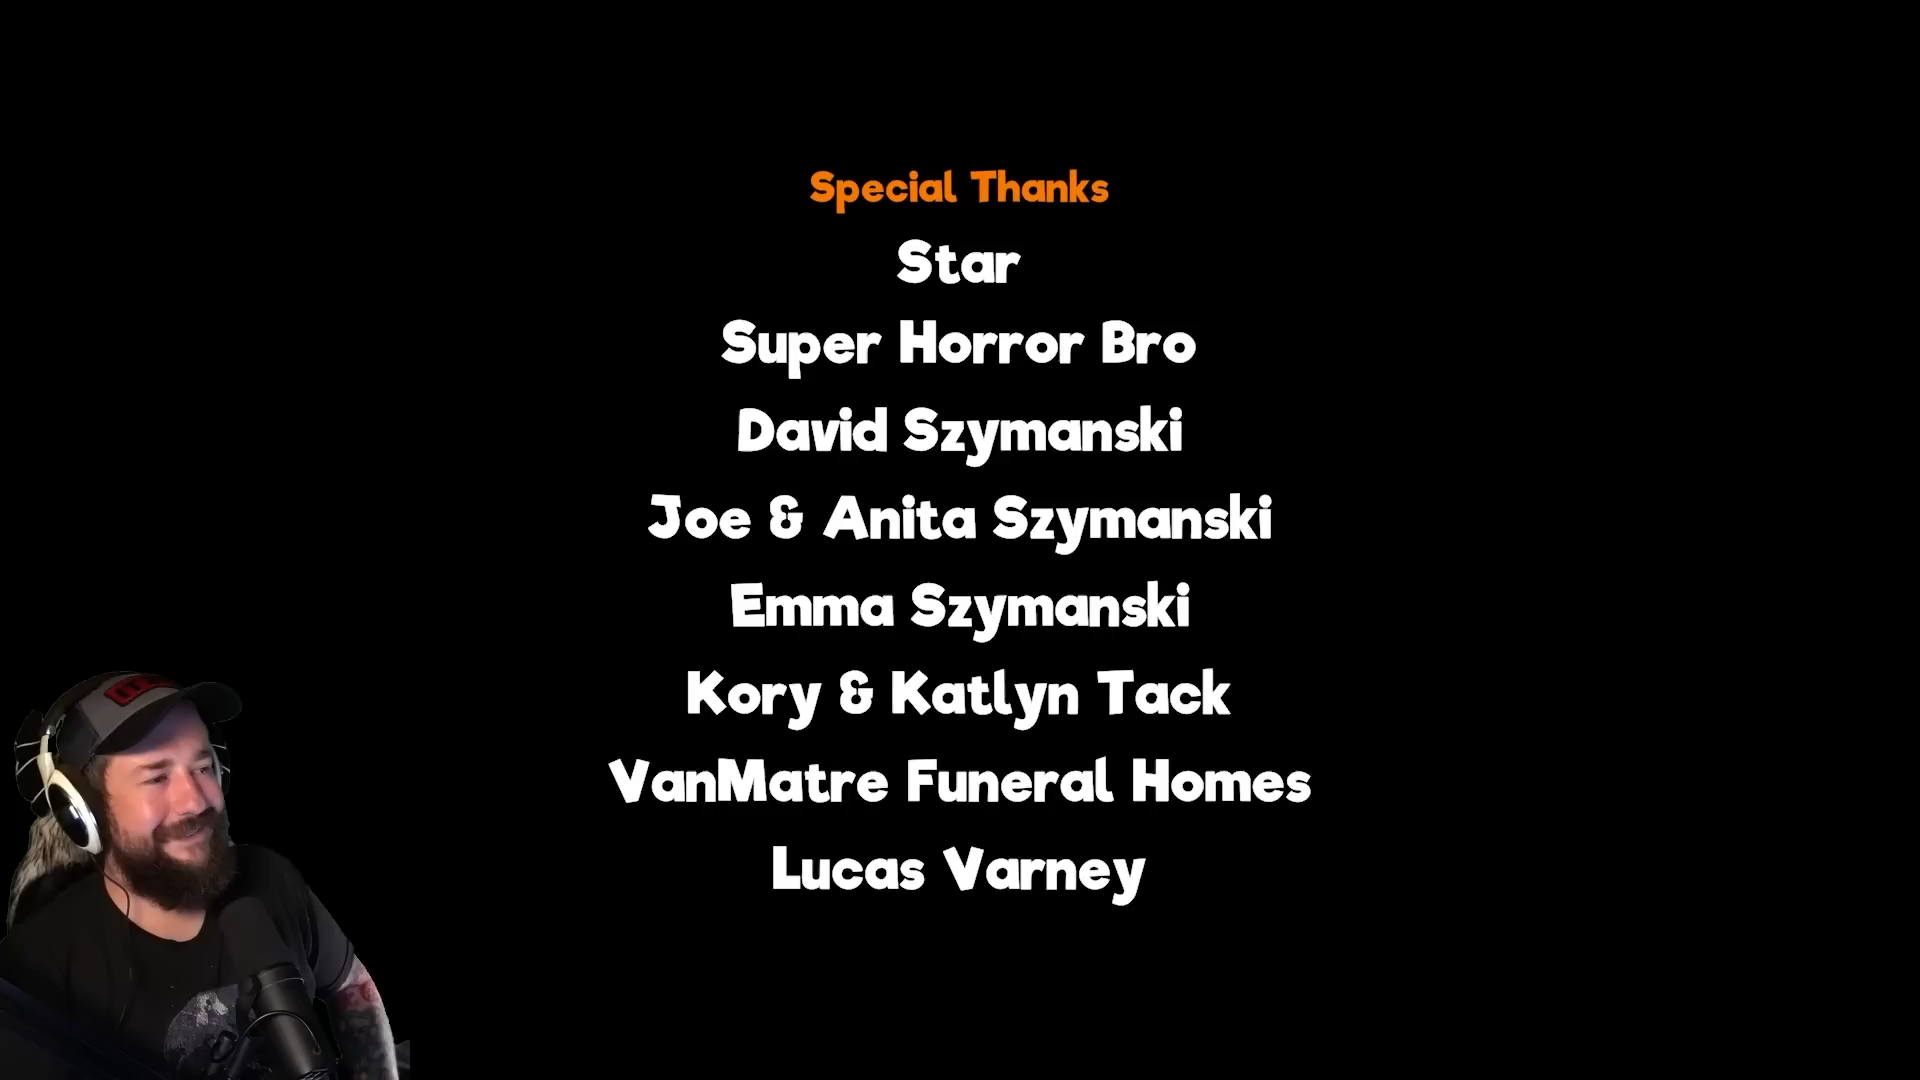 Special Thanks
Star
Super Horror Bro
David Szymanski
Joe & Anita Szymanski
Emma Szymanski
Kory & Katlyn Tack
VanMatre Funeral Homes
Lucas Varney